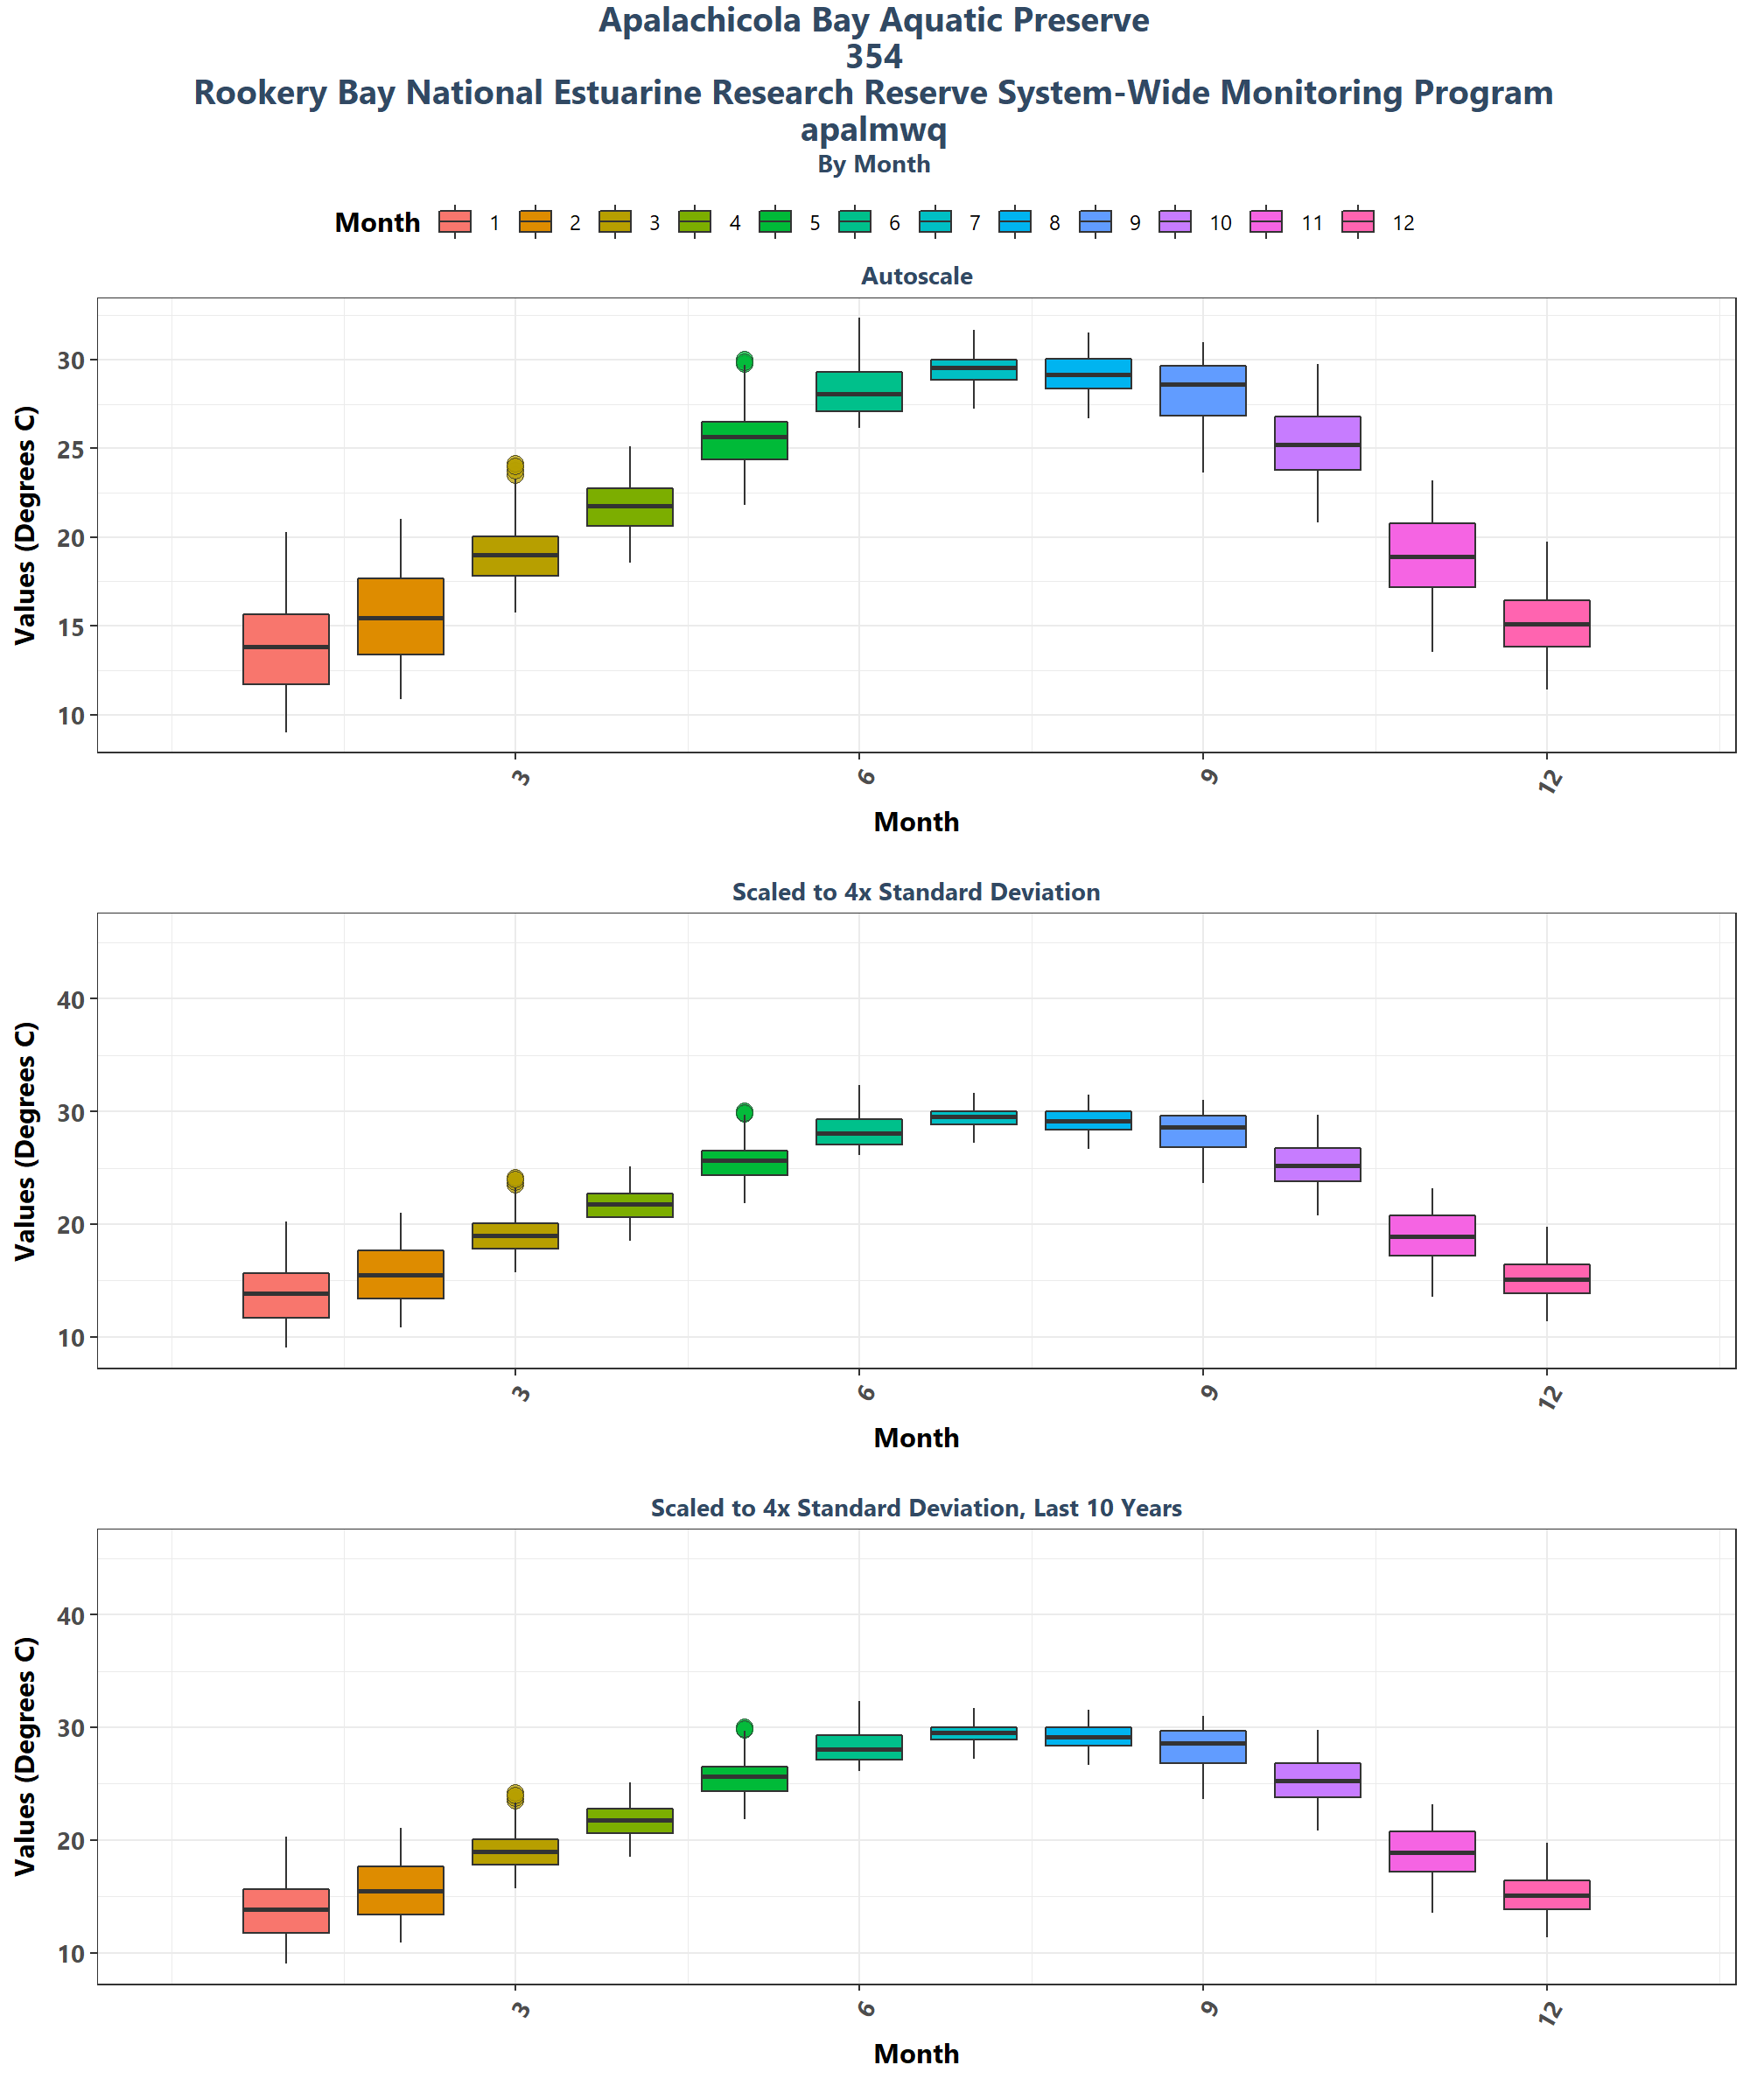 Apalachicola Bay Aquatic Preserve
354
Rookery Bay National Estuarine Research Reserve System-Wide Monitoring Program
apalmwq
By Month
Month 1 2 3 4 5 6 7 8 9 10 11 12
Autoscale
Values (Degrees C)
30
25
20
15
10
3 6 9 12
Month
Scaled to 4x Standard Deviation
Values (Degrees C)
40
30
20
10
3 6 9 12
Month
Scaled to 4x Standard Deviation, Last 10 Years
Values (Degrees C)
40
30
20
10
3 6 9 12
Month